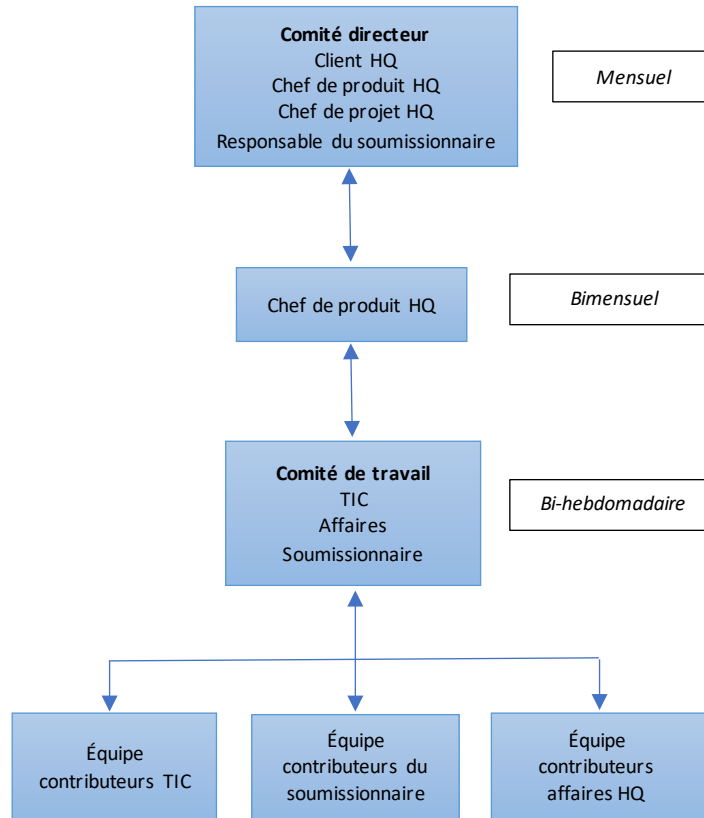 Comité directeur
Client HQ
Chef de produit HQ
Chef de projet HQ
Responsable du soumissionnaire
Mensuel
Chef de produit HQ
Bimensuel
Comité de travail
TIC
Affaires
Soumissionnaire
Bi-hebdomadaire
Équipe
contributeurs TIC
Équipe
contributeurs du
soumissionnaire
Équipe
contributeurs
affaires HQ